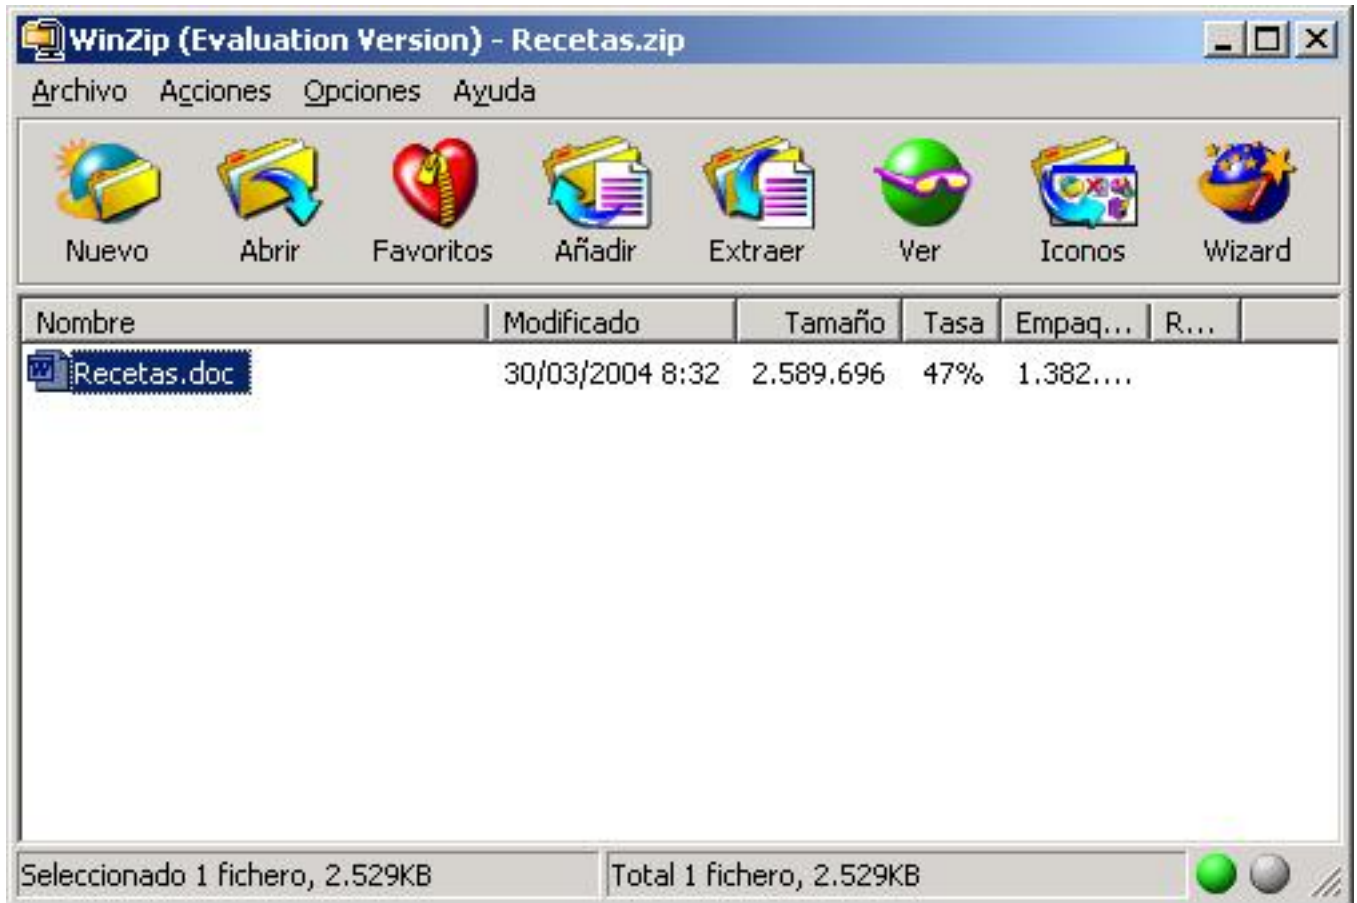 WinZip (Evaluation Version) - Recetas.zip
Archivo Acciones Opciones Ayuda
Nuevo Abrir Favoritos Añadir Extraer Ver Iconos Wizard
Nombre Modificado Tamaño Tasa Empaq... R...
Recetas.doc 30/03/2004 8:32 2.589.696 47% 1.382....
Seleccionado 1 fichero, 2.529KB Total 1 fichero, 2.529KB